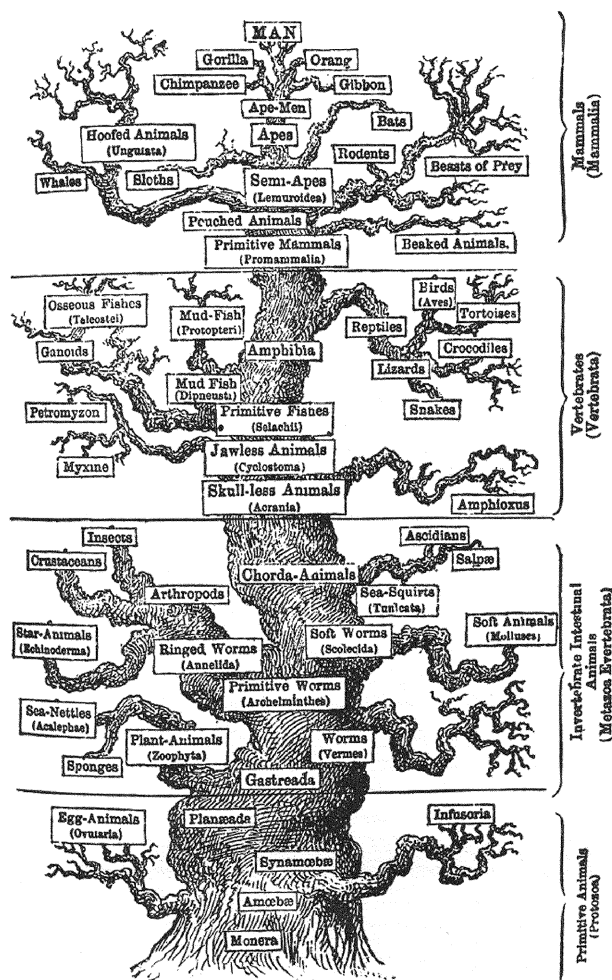 MAN
Gorilla
Orang
Chimpanzee
Gibbon
Ape-Men
Bats
Apes
Hoofed Animals
(Ungulata)
Rodents
Beasts of Prey
Whales
Sloths
Semi-Apes
(Lemuroidea)
Pouched Animals
Primitive Mammals
(Promammalia)
Beaked Animals.
Mammals
(Mammalia)
Osseous Fishes
(Teleostei)
Mud-Fish
(Protopteri)
Birds
(Aves)
Tortoises
Reptiles
Ganoids
Amphibia
Crocodiles
Lizards
Mud Fish
(Dipneusti)
Snakes
Petromyzon
Primitive Fishes
(Selachii)
Jawless Animals
(Cyclostoma)
Myxine
Skull-less Animals
(Acrania)
Amphioxus
Vertebrates
(Vertebrata)
Insects
Ascidians
Crustaceans
Salpæ
Chorda-Animals
Arthropods
Sea-Squirts
(Tunicata)
Star-Animals
(Echinoderma)
Ringed Worms
(Annelida)
Soft Worms
(Scolecida)
Soft Animals
(Molluscs)
Primitive Worms
(Archelminthes)
Sea-Nettles
(Acalephae)
Plant-Animals
(Zoophyta)
Worms
(Vermes)
Sponges
Gastreada
Invertebrate Intestinal
Animals
(Metazoa Evertebrata)
Egg-Animals
(Ovularia)
Planæada
Infusoria
Synamœbæ
Amœbæ
Monera
Primitive Animals
(Protozoa)